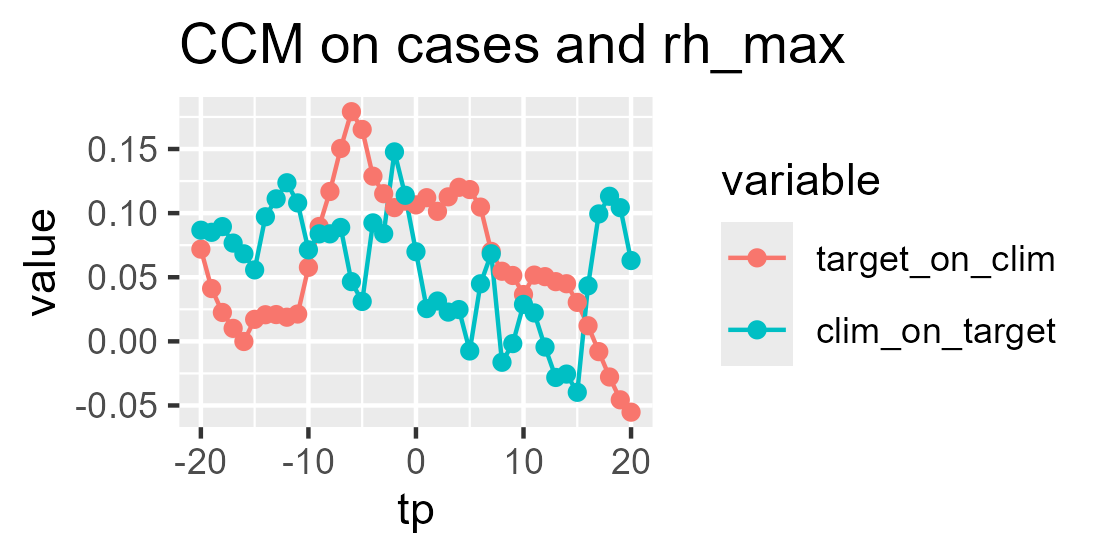 CCM on cases and rh_max
0.15
0.10
0.05
0.00
-0.05
value
-20 -10 0 10 20
tp
variable
target_on_clim
clim_on_target